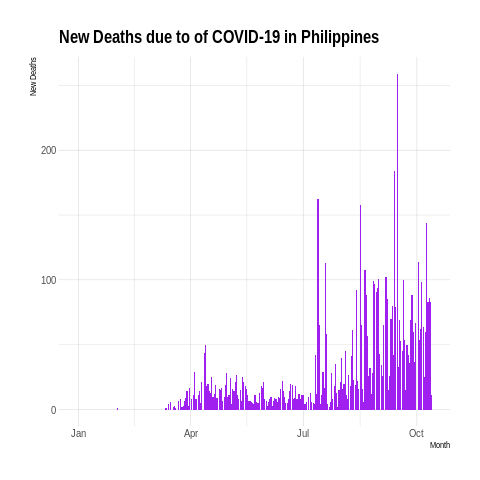 New Deaths due to of COVID-19 in Philippines
New Deaths
200
100
0
Jan Apr Jul Oct
Month